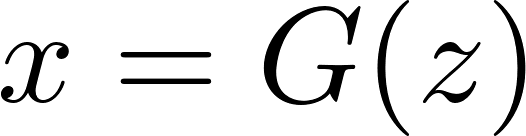 x = G(z)